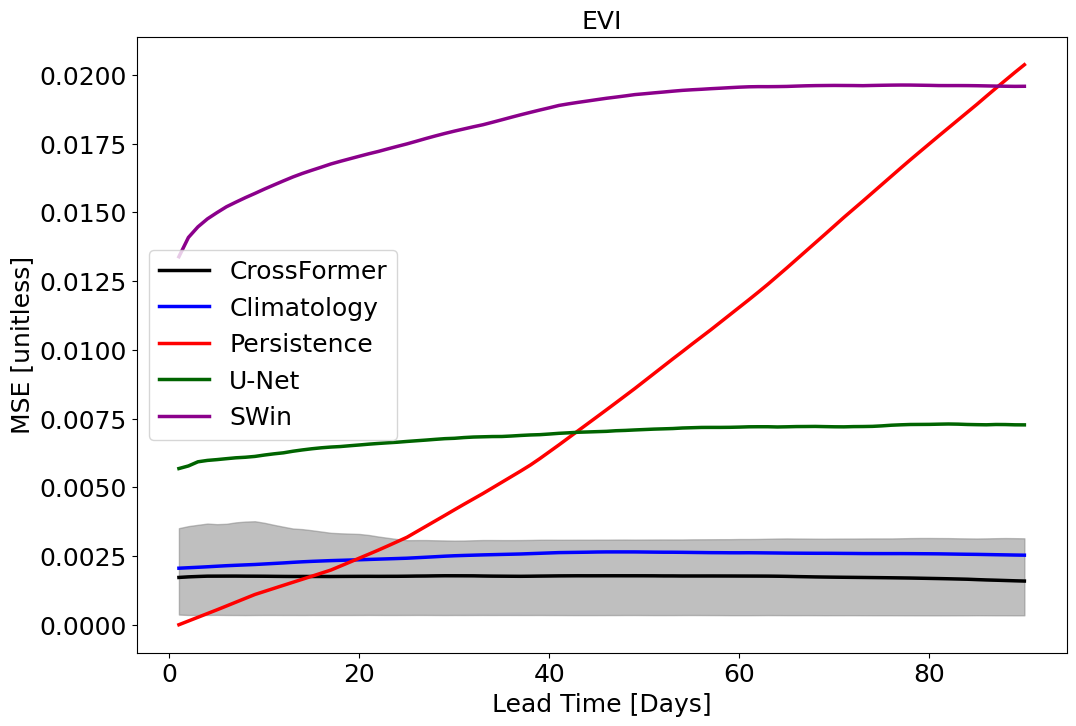 EVI
MSE [unitless]
0.0200
0.0175
0.0150
0.0125
0.0100
0.0075
0.0050
0.0025
0.0000
CrossFormer
Climatology
Persistence
U-Net
SWin
0 20 40 60 80
Lead Time [Days]